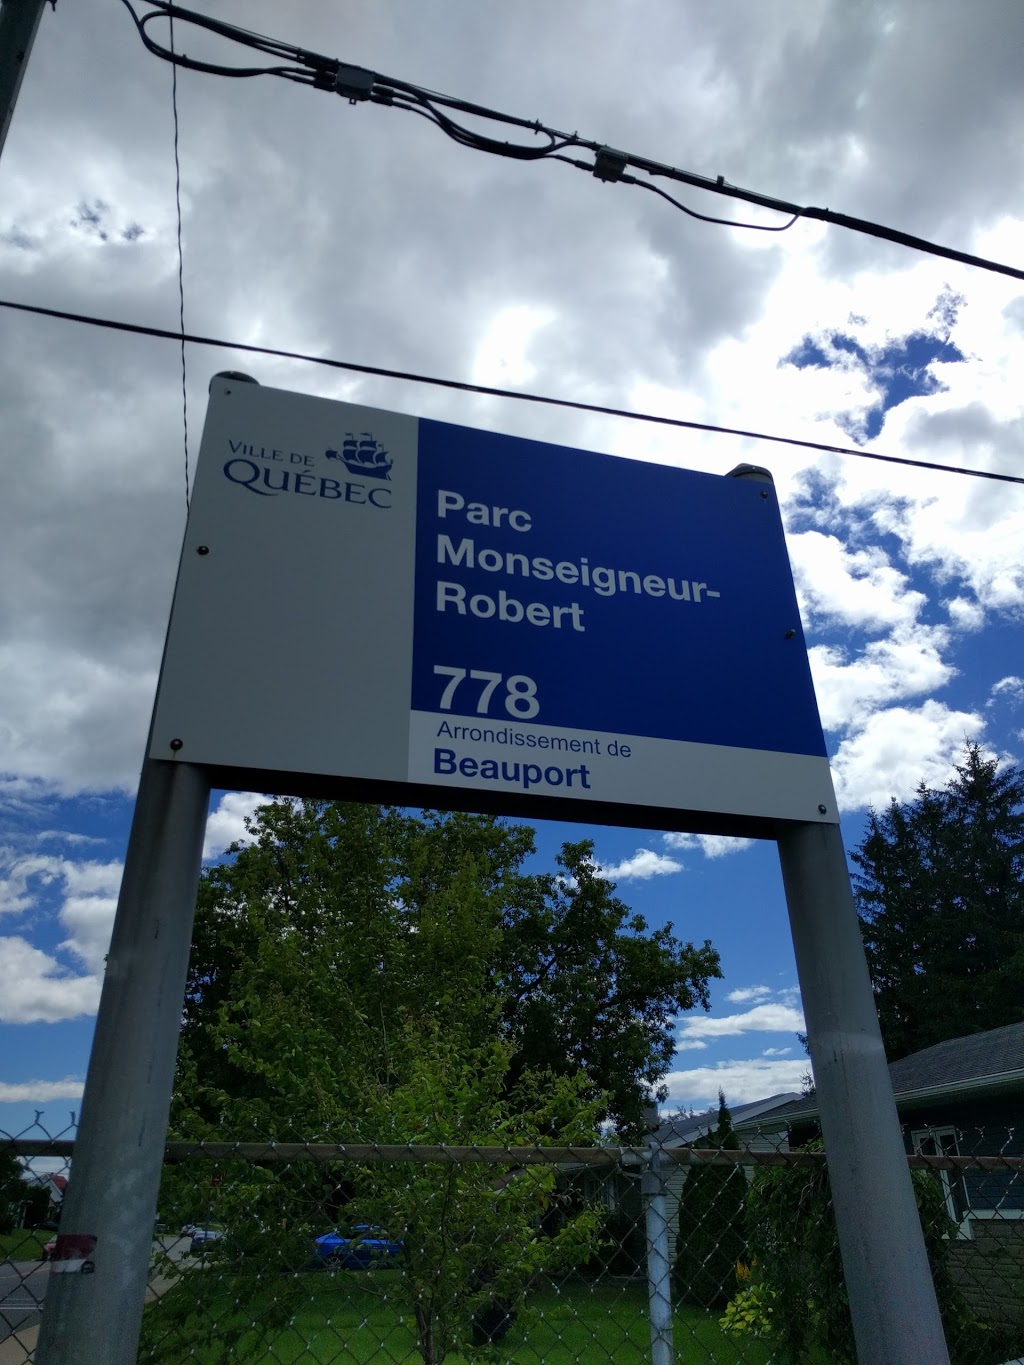 VILLE DE
QUÉBEC
Parc
Monseigneur-
Robert
778
Arrondissement de
Beauport